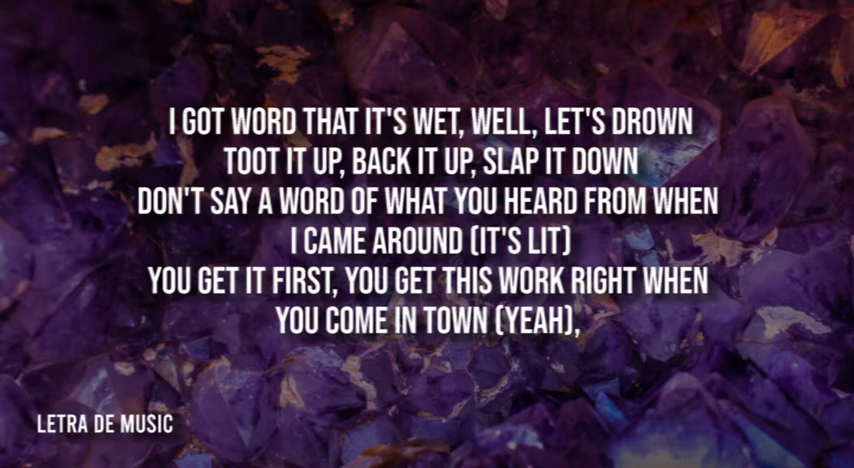 I GOT WORD THAT IT'S WET, WELL, LET'S DROWN
TOOT IT UP, BACK IT UP, SLAP IT DOWN
DON'T SAY A WORD OF WHAT YOU HEARD FROM WHEN
I CAME AROUND (IT'S LIT)
YOU GET IT FIRST, YOU GET THIS WORK RIGHT WHEN
YOU COME IN TOWN (YEAH),
LETRA DE MUSIC